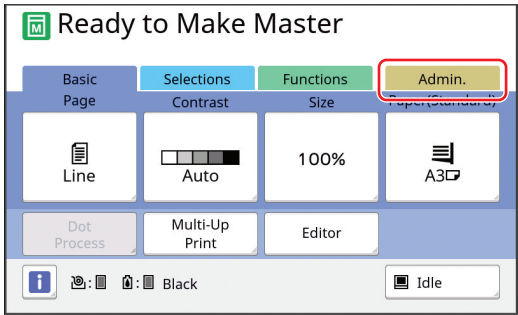 M Ready to Make Master
Basic Selections Functions Admin.
Page Contrast Size Paper(Standard)
Line Auto 100% A3
Dot Process Multi-Up Print Editor
i : : Black Idle